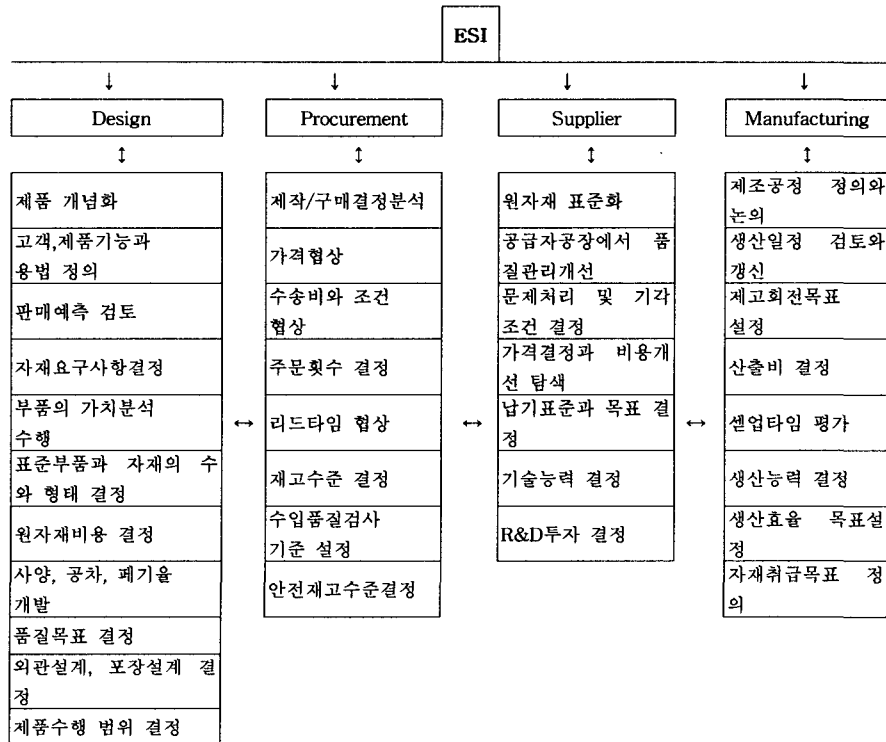 ESI
↓ ↓ ↓ ↓
Design
↕
제품 개념화
고객,제품기능과
용법 정의
판매예측 검토
자재요구사항결정
부품의 가치분석
수행
표준부품과 자재의 수
와 형태 결정
원자재비용 결정
사양, 공차, 폐기율
개발
품질목표 결정
외관설계, 포장설계 결
정
제품수행 범위 결정
↔
Procurement
↕
제작/구매결정분석
가격협상
수송비와 조건
협상
주문횟수 결정
리드타임 협상
재고수준 결정
수입품질검사
기준 설정
안전재고수준결정
↔
Supplier
↕
원자재 표준화
공급자공장에서 품
질관리개선
문제처리 및 기각
조건 결정
가격결정과 비용개
선 탐색
납기표준과 목표 결
정
기술능력 결정
R&D투자 결정
↔
Manufacturing
↕
제조공정 정의와
논의
생산일정 검토와
갱신
재고회전목표
설정
산출비 결정
셋업타임 평가
생산능력 결정
생산효율 목표설
정
자재취급목표 정
의